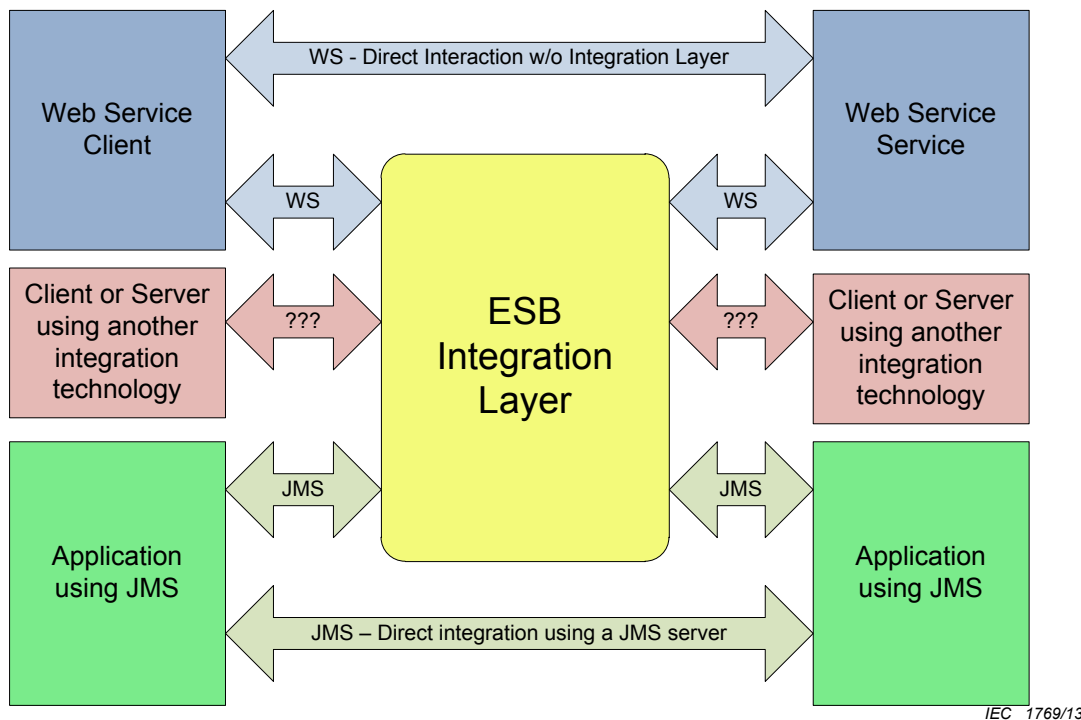 WS - Direct Interaction w/o Integration Layer
Web Service
Client
Web Service
Service
WS
WS
Client or Server
using another
integration
technology
???
ESB
Integration
Layer
???
Client or Server
using another
integration
technology
JMS
JMS
Application
using JMS
Application
using JMS
JMS – Direct integration using a JMS server
IEC 1769/13